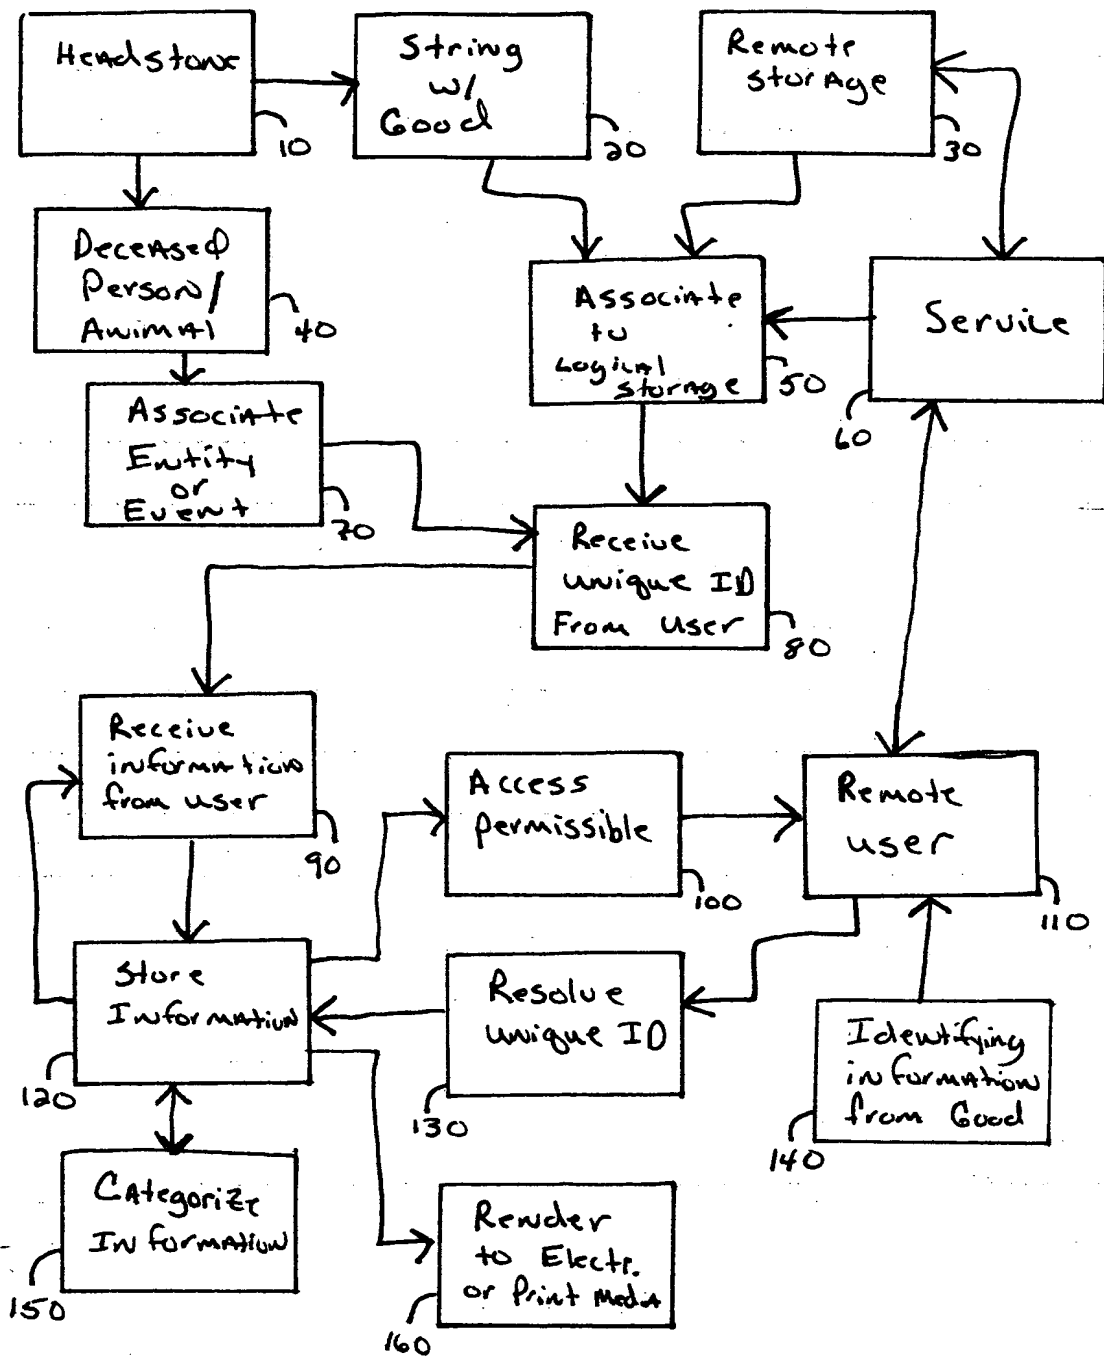 Headstone
10
String
w/
Good
20
Remote
Storage
30
Deceased
Person/
Animal
40
Associate
to
Logical
Storage
50
Service
60
Associate
Entity
or
Event
70
Receive
unique ID
From user
80
Receive
information
from user
90
Access
permissible
100
Remote
user
110
Store
Information
120
Resolve
unique ID
130
Identifying
information
from Good
140
Categorize
Information
150
Render
to Electr.
or Print Media
160